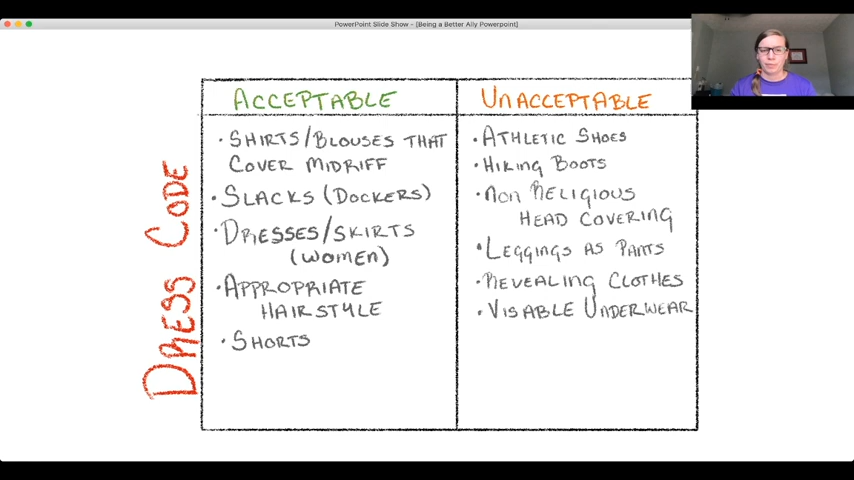 PowerPoint Slide Show - [Being a Better Ally Powerpoint]
Dress Code
Acceptable
• Shirts/Blouses that
Cover Midriff
• Slacks (Dockers)
• Dresses/Skirts
(Women)
• Appropriate
Hairstyle
• Shorts
Unacceptable
• Athletic Shoes
• Hiking Boots
• Non Religious
Head Covering
• Leggings as Pants
• Revealing Clothes
• Visable Underwear